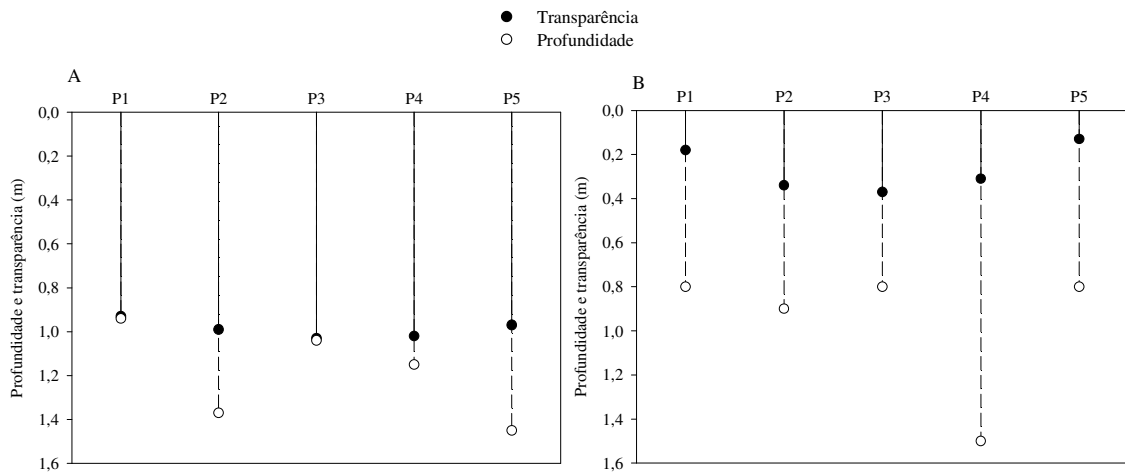 Transparência
Profundidade
A
P1 P2 P3 P4 P5
0,0
0,2
0,4
0,6
0,8
1,0
1,2
1,4
1,6
Profundidade e transparência (m)
B
P1 P2 P3 P4 P5
0,0
0,2
0,4
0,6
0,8
1,0
1,2
1,4
1,6
Profundidade e transparência (m)